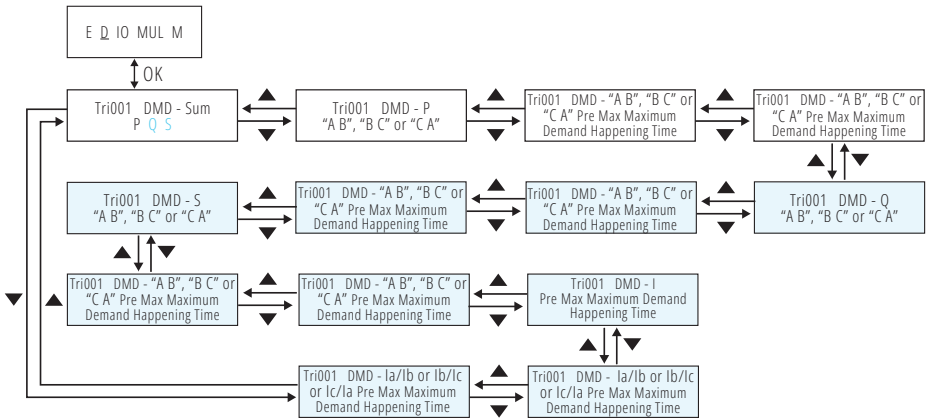 E D IO MUL M
OK
Tri001 DMD - Sum
P Q S
Tri001 DMD - P
“A B”, “B C” or “C A”
Tri001 DMD - “A B”, “B C” or
“C A” Pre Max Maximum
Demand Happening Time
Tri001 DMD - “A B”, “B C” or
“C A” Pre Max Maximum
Demand Happening Time
Tri001 DMD - S
“A B”, “B C” or “C A”
Tri001 DMD - “A B”, “B C” or
“C A” Pre Max Maximum
Demand Happening Time
Tri001 DMD - “A B”, “B C” or
“C A” Pre Max Maximum
Demand Happening Time
Tri001 DMD - Q
“A B”, “B C” or “C A”
Tri001 DMD - “A B”, “B C” or
“C A” Pre Max Maximum
Demand Happening Time
Tri001 DMD - “A B”, “B C” or
“C A” Pre Max Maximum
Demand Happening Time
Tri001 DMD - I
Pre Max Maximum Demand
Happening Time
Tri001 DMD - Ia/Ib or Ib/Ic
or Ic/Ia Pre Max Maximum
Demand Happening Time
Tri001 DMD - Ia/Ib or Ib/Ic
or Ic/Ia Pre Max Maximum
Demand Happening Time